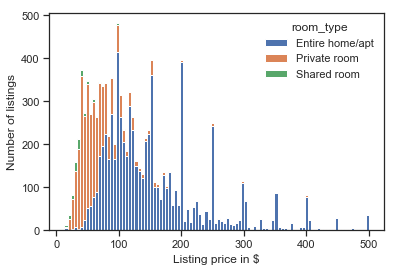 room_type
Entire home/apt
Private room
Shared room
Number of listings
500
400
300
200
100
0
0 100 200 300 400 500
Listing price in $